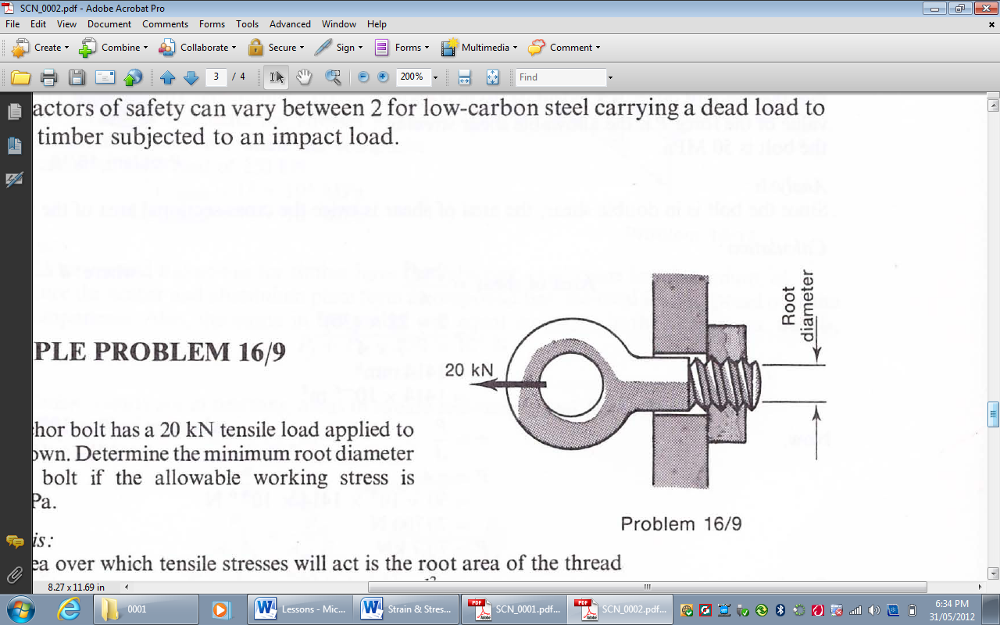 SCN_0002.pdf - Adobe Acrobat Pro
File Edit View Document Comments Forms Tools Advanced Window Help
Create Combine Collaborate Secure Sign Forms Multimedia Comment
3 / 4 200% Find
actors of safety can vary between 2 for low-carbon steel carrying a dead load to
timber subjected to an impact load.
the bolt is 50 MPa.
PLE PROBLEM 16/9
Root
diameter
20 kN
hor bolt has a 20 kN tensile load applied to
own. Determine the minimum root diameter
bolt if the allowable working stress is
Pa.
Problem 16/9
is:
ea over which tensile stresses will act is the root area of the thread
8.27 x 11.69 in
0001
Lessons - Mic...
Strain & Stres...
SCN_0001.pdf...
SCN_0002.pdf...
6:34 PM
31/05/2012